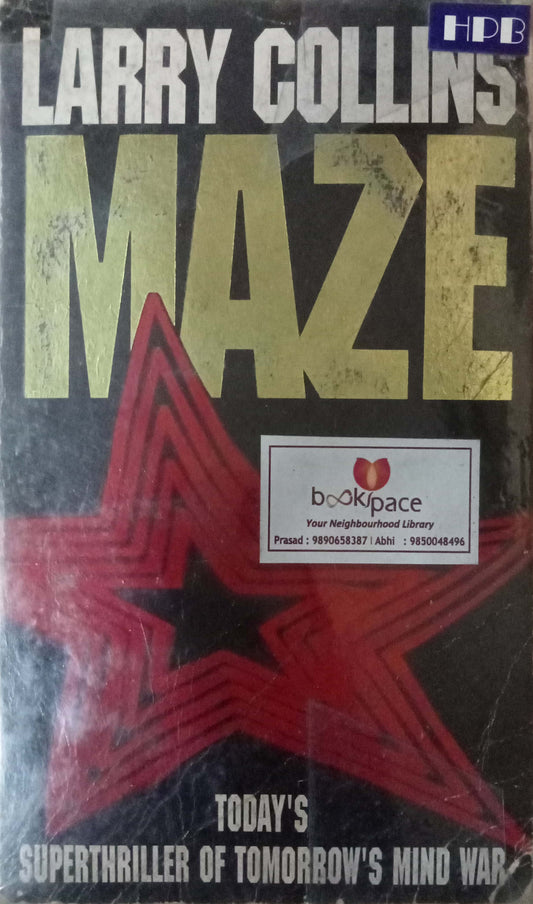 HPB
LARRY COLLINS
MAZE
bookspace
Your Neighbourhood Library
Prasad : 9890658387 | Abhi : 9850048496
TODAY'S
SUPERTHRILLER OF TOMORROW'S MIND WAR